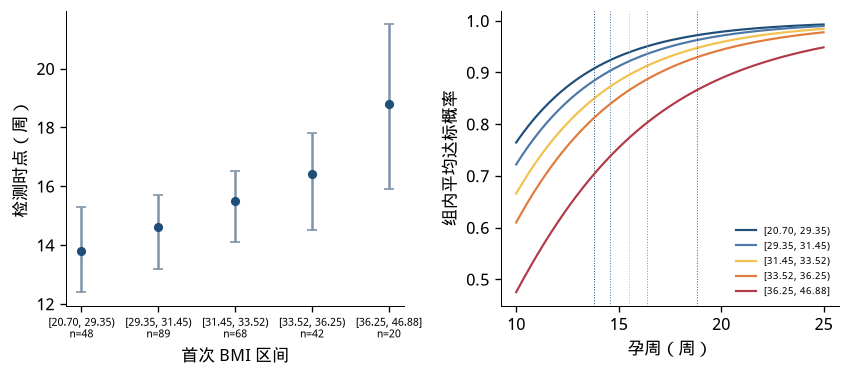 20
18
16
14
12
检测时点（周）
[20.70, 29.35)
n=48
[29.35, 31.45)
n=89
[31.45, 33.52)
n=68
[33.52, 36.25)
n=42
[36.25, 46.88]
n=20
首次 BMI 区间
1.0
0.9
0.8
0.7
0.6
0.5
组内平均达标概率
[20.70, 29.35)
[29.35, 31.45)
[31.45, 33.52)
[33.52, 36.25)
[36.25, 46.88]
10
15
20
25
孕周（周）